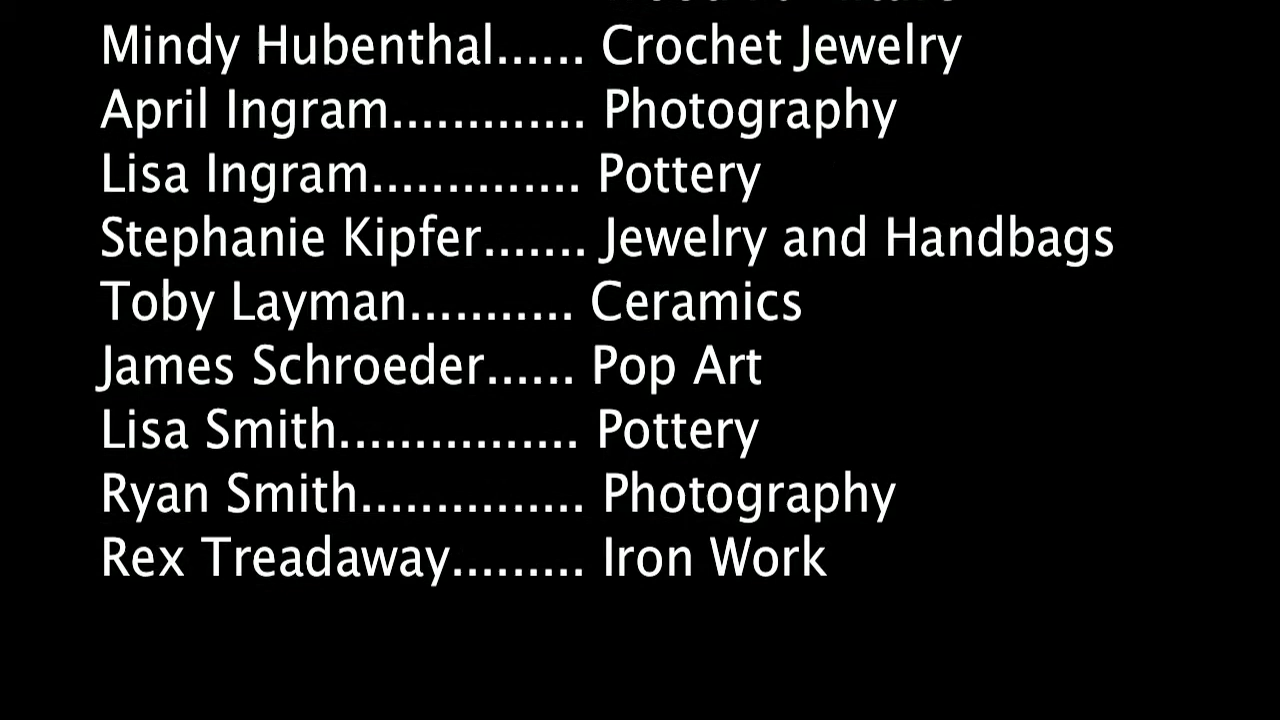 Mindy Hubenthal...... Crochet Jewelry
April Ingram............. Photography
Lisa Ingram.............. Pottery
Stephanie Kipfer....... Jewelry and Handbags
Toby Layman........... Ceramics
James Schroeder...... Pop Art
Lisa Smith................ Pottery
Ryan Smith............... Photography
Rex Treadaway......... Iron Work